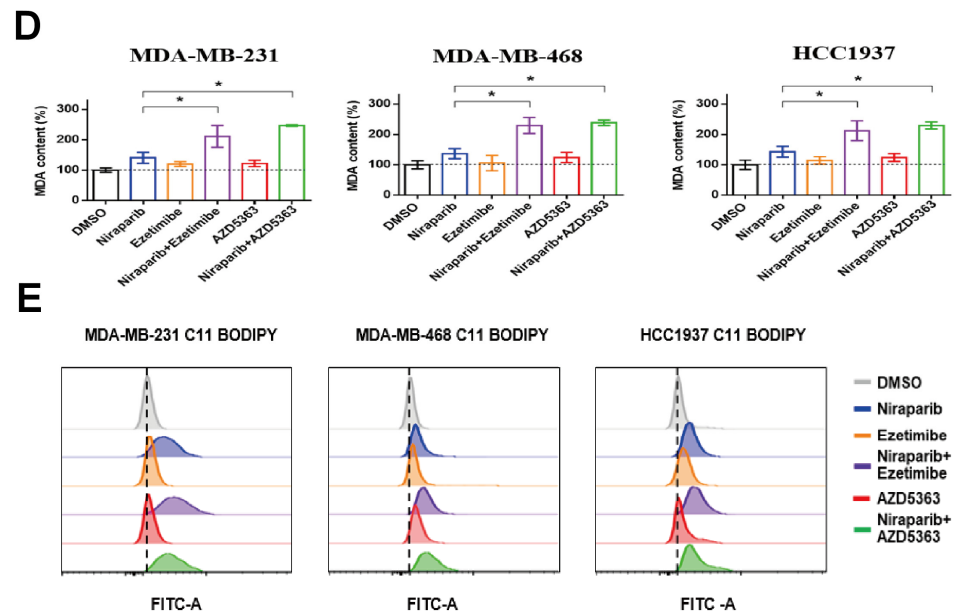 D
MDA-MB-231
MDA-MB-468
HCC1937
MDA content (%)
300
200
100
0
*
*
DMSO
Niraparib
Ezetimibe
Niraparib+Ezetimibe
AZD5363
Niraparib+AZD5363
MDA content (%)
300
200
100
0
*
*
DMSO
Niraparib
Ezetimibe
Niraparib+Ezetimibe
AZD5363
Niraparib+AZD5363
MDA content (%)
300
200
100
0
*
*
DMSO
Niraparib
Ezetimibe
Niraparib+Ezetimibe
AZD5363
Niraparib+AZD5363
E
MDA-MB-231 C11 BODIPY
MDA-MB-468 C11 BODIPY
HCC1937 C11 BODIPY
FITC-A
FITC-A
FITC -A
DMSO
Niraparib
Ezetimibe
Niraparib+
Ezetimibe
AZD5363
Niraparib+
AZD5363